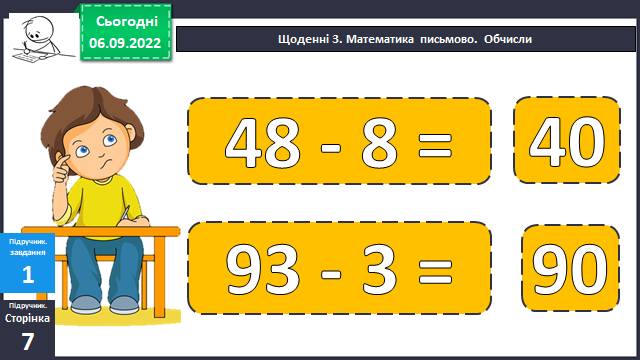 Сьогодні
06.09.2022
Щоденні 3. Математика письмово. Обчисли
48 - 8 = 40
93 - 3 = 90
Підручник.
завдання
1
Підручник.
Сторінка
7